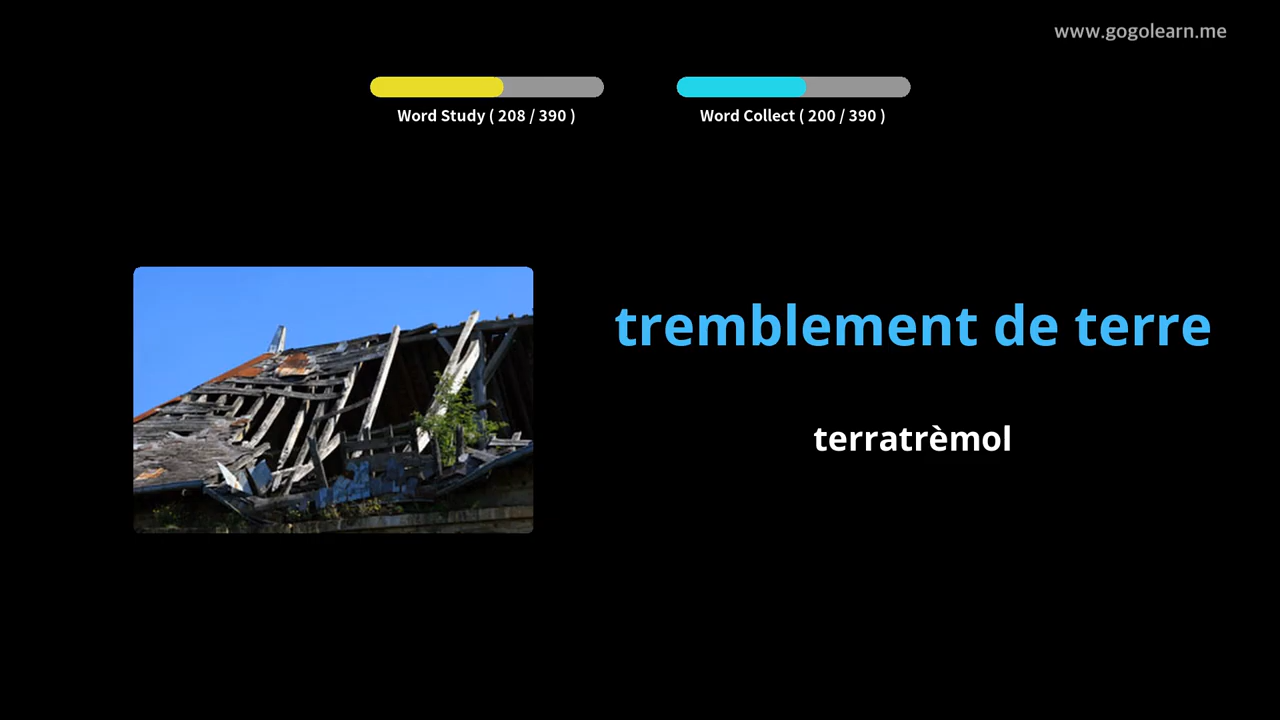 www.gogolearn.me
Word Study ( 208 / 390 )
Word Collect ( 200 / 390 )
tremblement de terre
terratrèmol